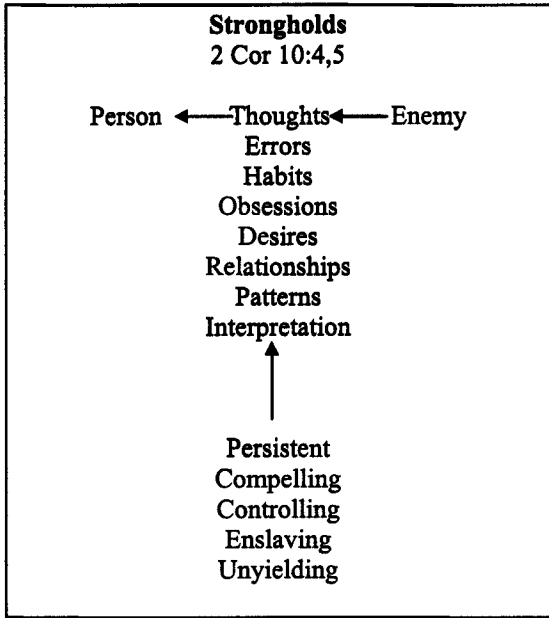 Strongholds
2 Cor 10:4,5
Person Thoughts Enemy
Errors
Habits
Obsessions
Desires
Relationships
Patterns
Interpretation
Persistent
Compelling
Controlling
Enslaving
Unyielding